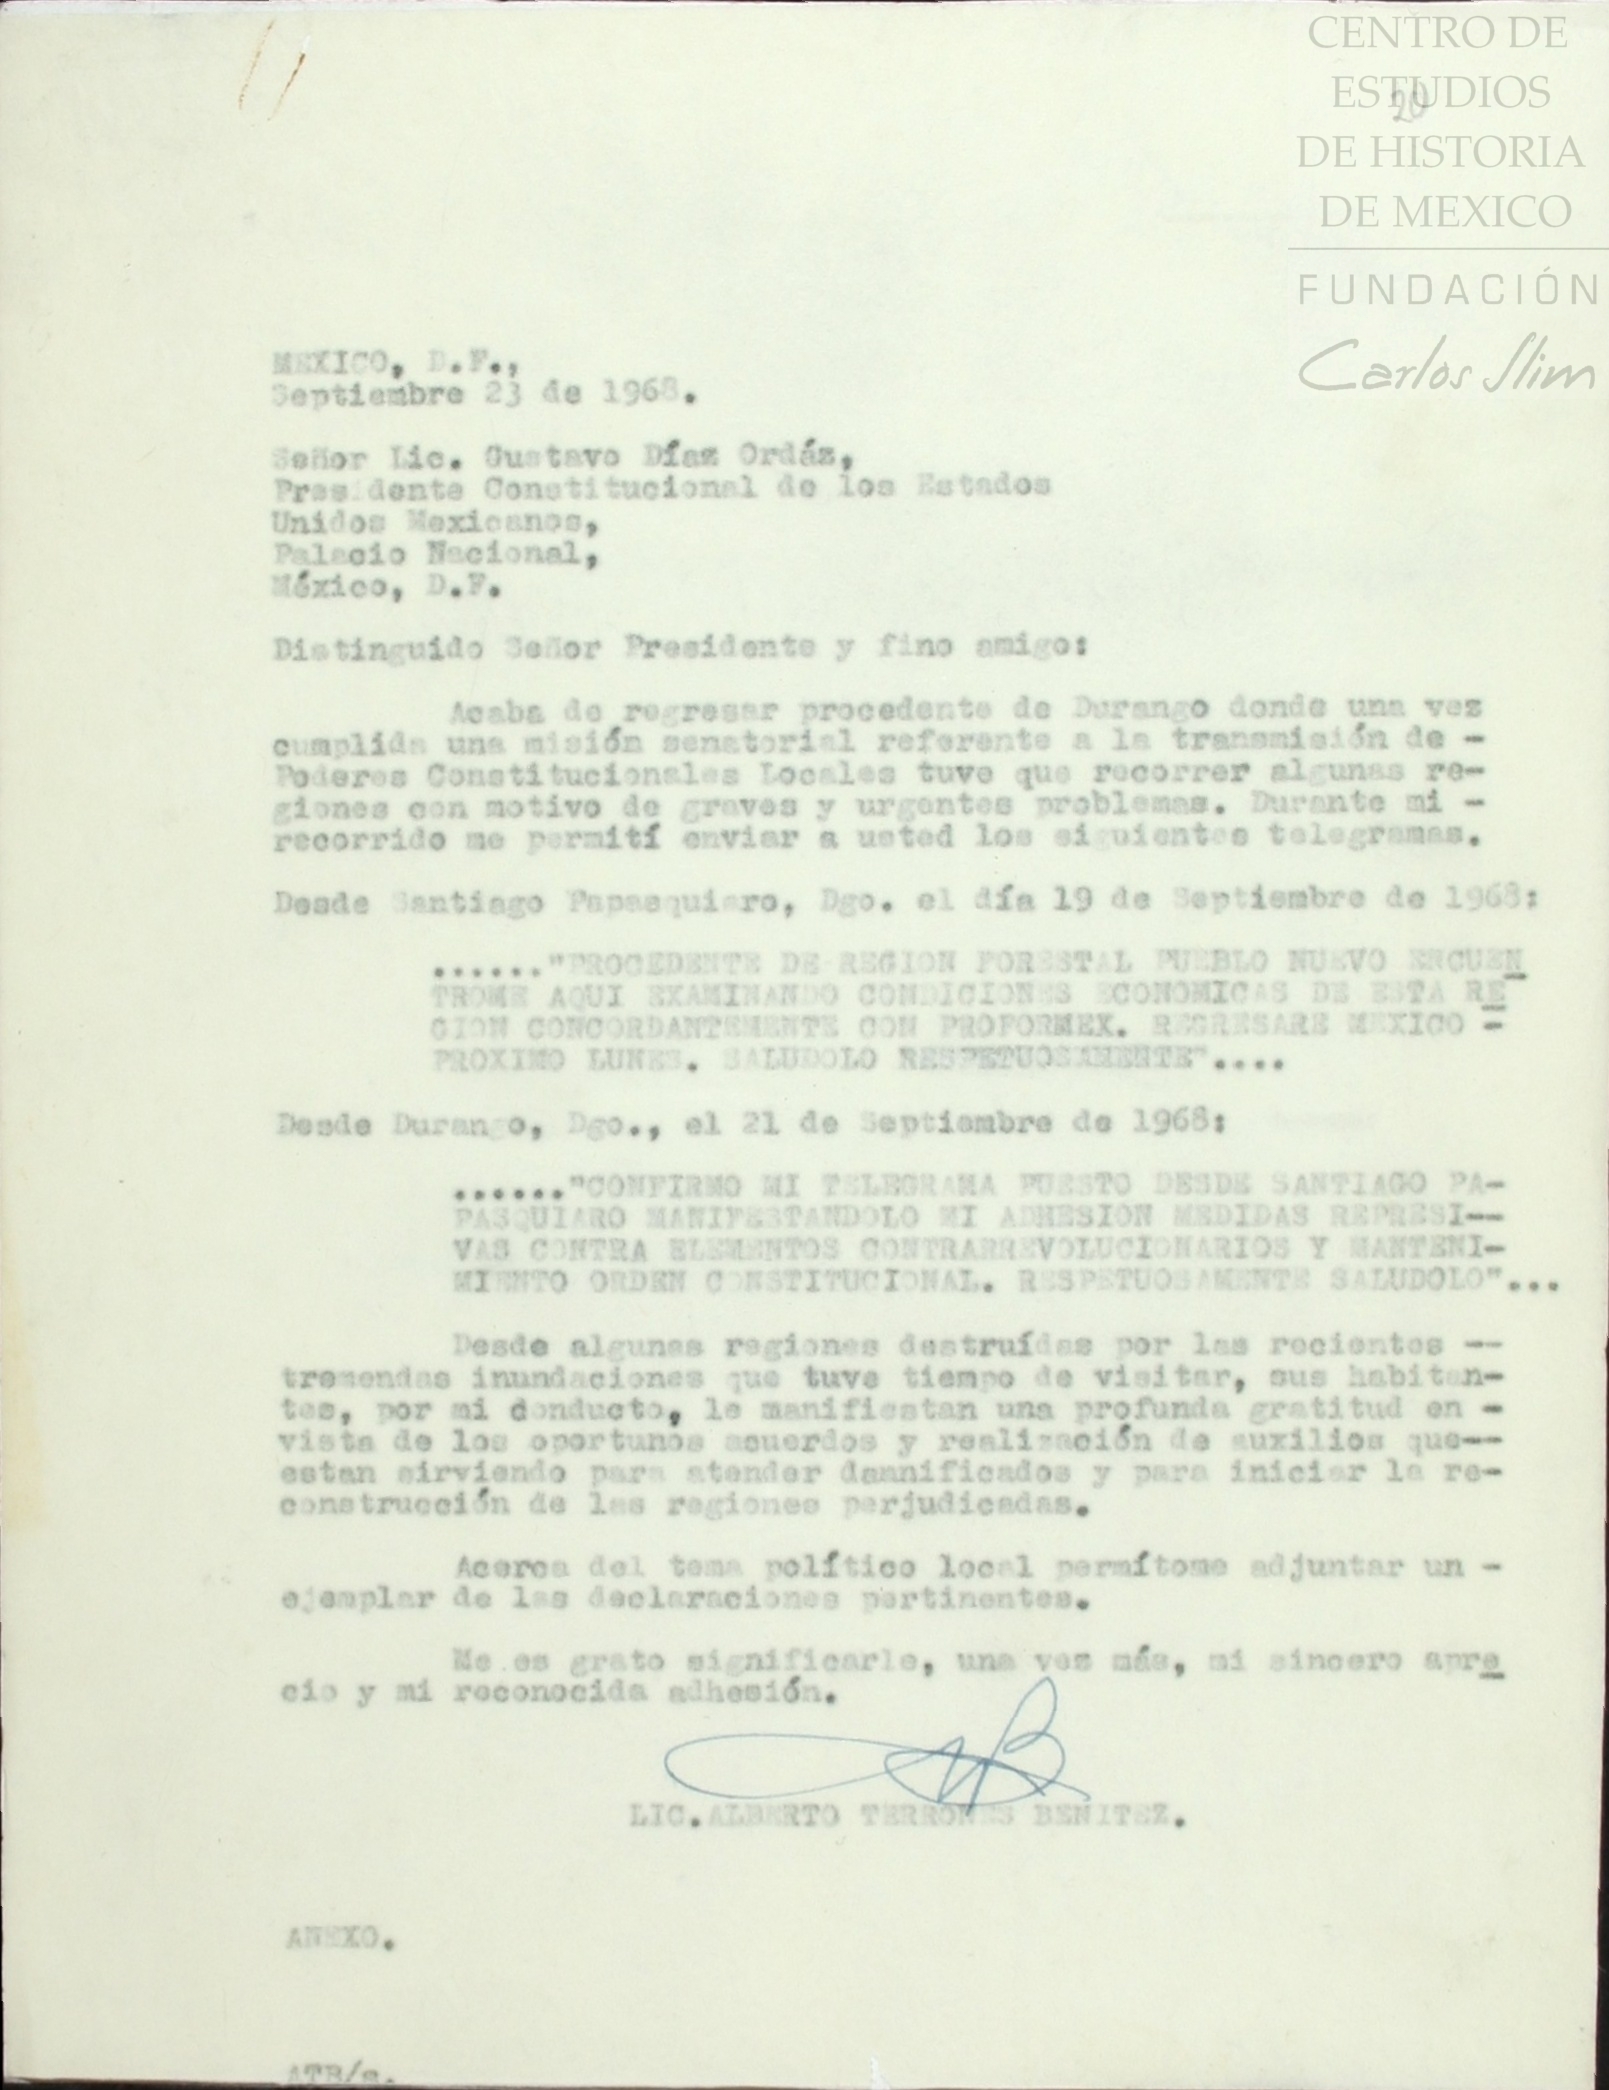 CENTRO DE
ESTUDIOS
DE HISTORIA
DE MEXICO
FUNDACIÓN
Carlos Slim
20
MEXICO, D.F.,
Septiembre 23 de 1968.
Señor Lic. Gustavo Díaz Ordáz,
Presidente Constitucional de los Estados
Unidos Mexicanos,
Palacio Nacional,
México, D.F.
Distinguido Señor Presidente y fino amigo:
Acaba de regresar procedente de Durango donde una vez
cumplida una misión senatorial referente a la transmisión de -
Poderes Constitucionales Locales tuve que recorrer algunas re-
giones con motivo de graves y urgentes problemas. Durante mi -
recorrido me permití enviar a usted los siguientes telegramas.
Desde Santiago Papasquiaro, Dgo. el día 19 de Septiembre de 1968:
......"PROCEDENTE DE REGION FORESTAL PUEBLO NUEVO ENCUEN
TROME AQUI EXAMINANDO CONDICIONES ECONOMICAS DE ESTA RE
GION CONCORDANTEMENTE CON PROFORMEX. REGRESARE MEXICO -
PROXIMO LUNES. SALUDOLO RESPETUOSAMENTE"....
Desde Durango, Dgo., el 21 de Septiembre de 1968:
......"CONFIRMO MI TELEGRAMA PUESTO DESDE SANTIAGO PA-
PASQUIARO MANIFESTANDOLO MI ADHESION MEDIDAS REPRESI--
VAS CONTRA ELEMENTOS CONTRARREVOLUCIONARIOS Y MANTENI-
MIENTO ORDEN CONSTITUCIONAL. RESPETUOSAMENTE SALUDOLO"...
Desde algunas regiones destruídas por las recientes --
tremendas inundaciones que tuve tiempo de visitar, sus habitan-
tes, por mi conducto, le manifiestan una profunda gratitud en -
vista de los oportunos acuerdos y realización de auxilios que--
estan sirviendo para atender damnificados y para iniciar la re-
construcción de las regiones perjudicadas.
Acerca del tema político local permítome adjuntar un -
ejemplar de las declaraciones pertinentes.
Me es grato significarle, una vez más, mi sincero apre
cio y mi reconocida adhesión.
LIC. ALBERTO TERRONES BENITEZ.
ANEXO.
ATB/s.